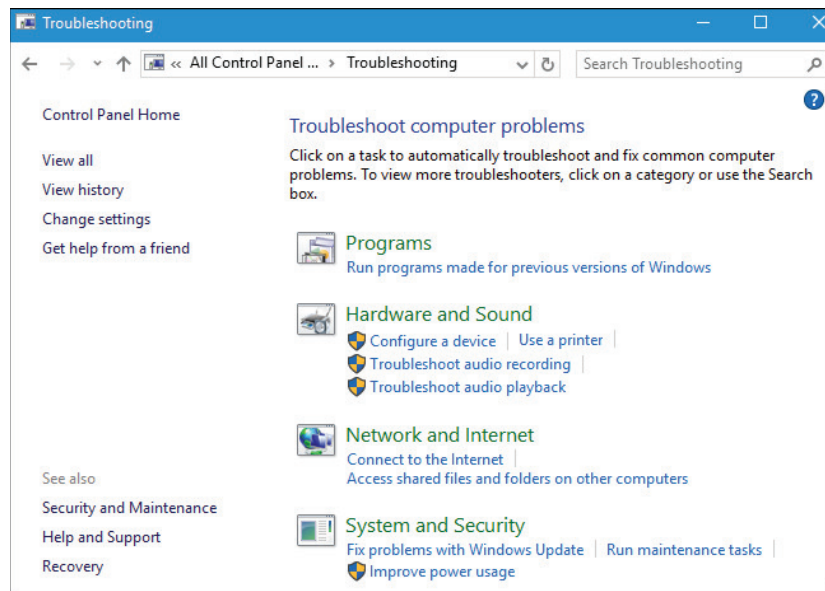 Troubleshooting
« All Control Panel ... › Troubleshooting
Search Troubleshooting
Control Panel Home
View all
View history
Change settings
Get help from a friend
See also
Security and Maintenance
Help and Support
Recovery
?
Troubleshoot computer problems
Click on a task to automatically troubleshoot and fix common computer
problems. To view more troubleshooters, click on a category or use the Search
box.
Programs
Run programs made for previous versions of Windows
Hardware and Sound
Configure a device | Use a printer |
Troubleshoot audio recording |
Troubleshoot audio playback
Network and Internet
Connect to the Internet |
Access shared files and folders on other computers
System and Security
Fix problems with Windows Update | Run maintenance tasks |
Improve power usage